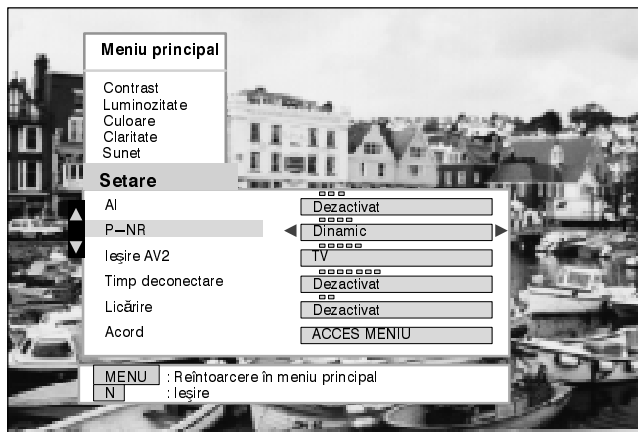 Meniu principal
Contrast
Luminozitate
Culoare
Claritate
Sunet
Setare
AI Dezactivat
P–NR Dinamic
Ieşire AV2 TV
Timp deconectare Dezactivat
Licărire Dezactivat
Acord ACCES MENIU
MENU : Reîntoarcere în meniu principal
N : Ieşire